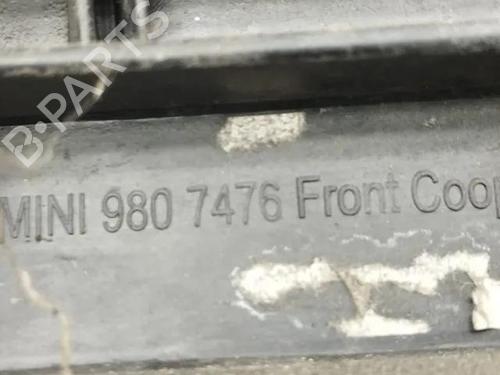 B-PARTS
MINI 980 7476 Front Coop